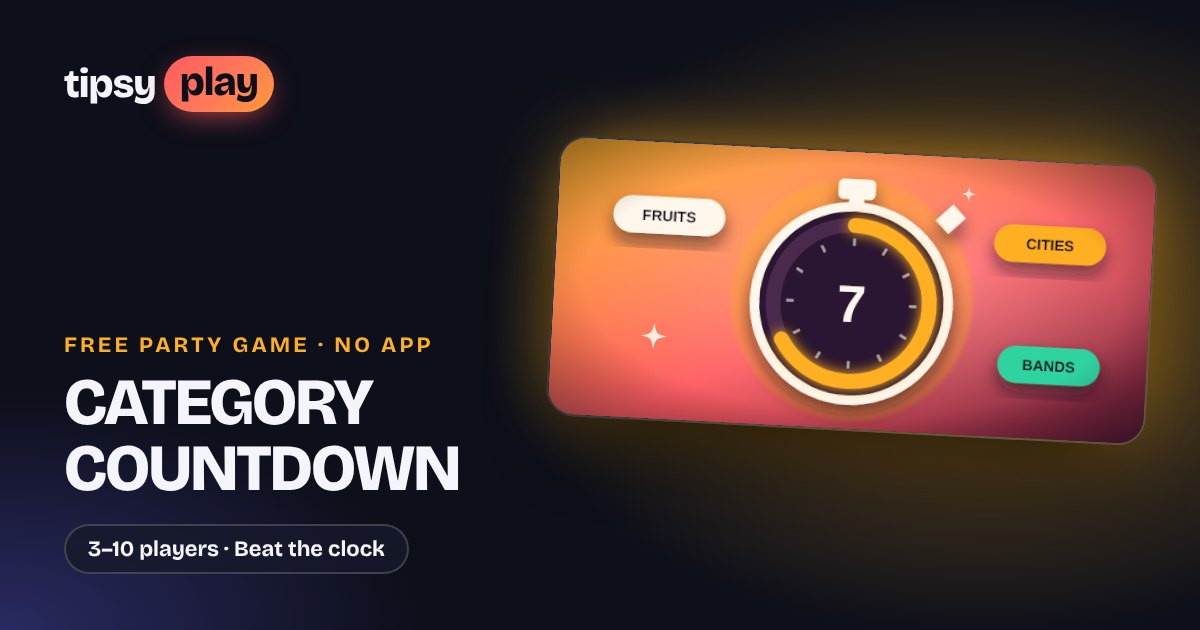 tipsy play
FREE PARTY GAME · NO APP
CATEGORY
COUNTDOWN
3–10 players · Beat the clock
FRUITS
7
CITIES
BANDS